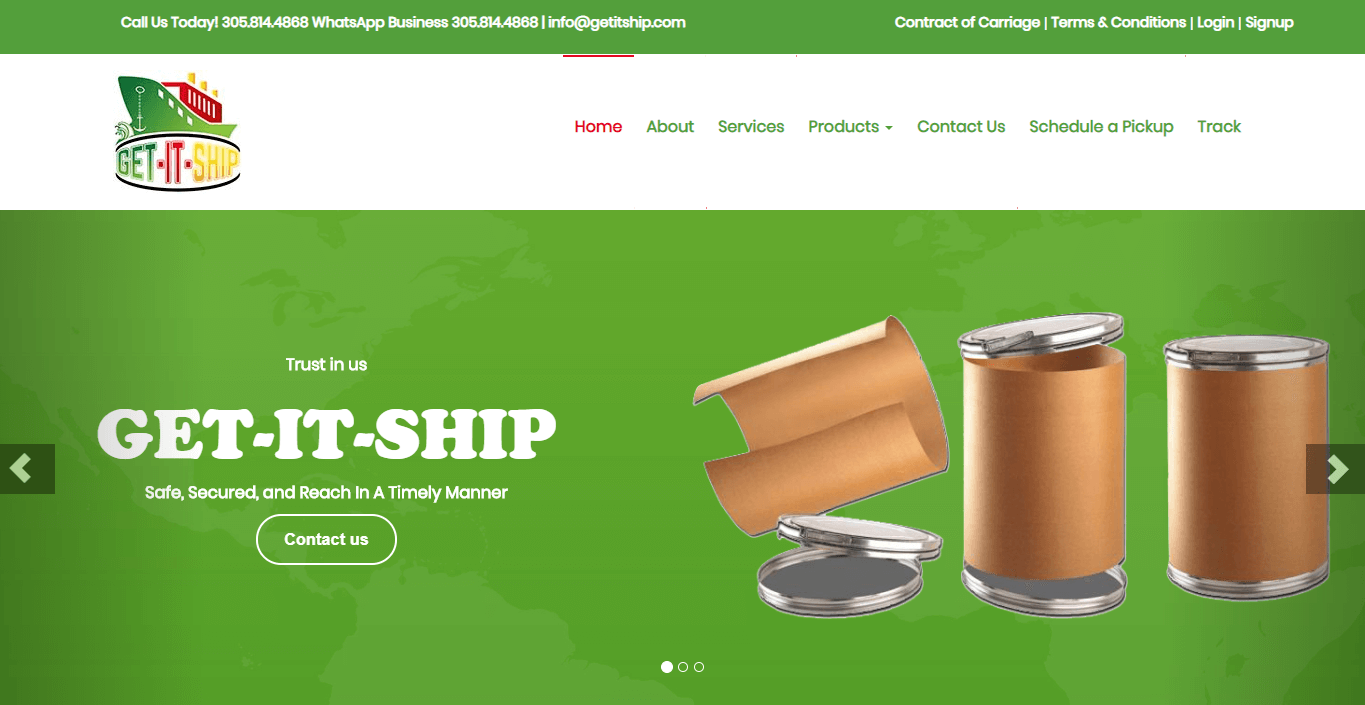 Call Us Today! 305.814.4868 WhatsApp Business 305.814.4868 | info@getitship.com
Contract of Carriage | Terms & Conditions | Login | Signup
GET·IT·SHIP
Home About Services Products Contact Us Schedule a Pickup Track
Trust in us
GET-IT-SHIP
Safe, Secured, and Reach In A Timely Manner
Contact us